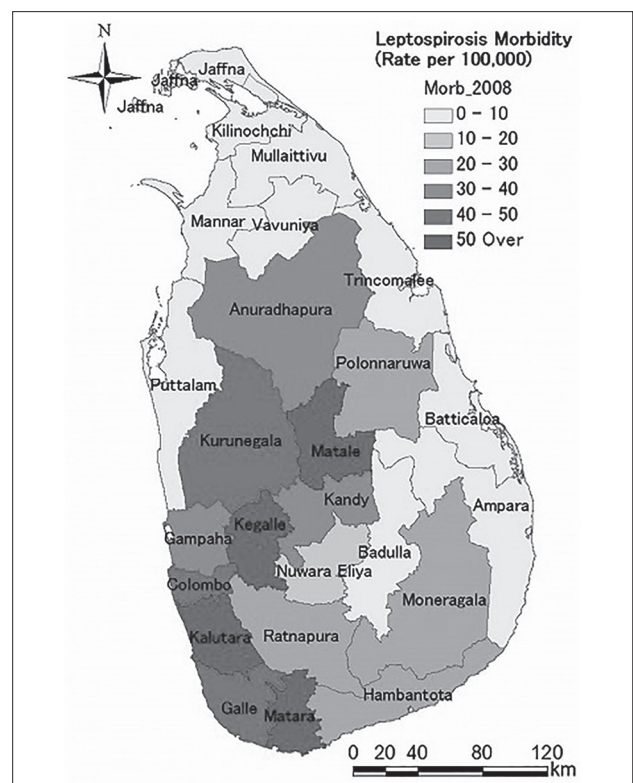 N
Leptospirosis Morbidity
(Rate per 100,000)
Morb_2008
0 - 10
10 - 20
20 - 30
30 - 40
40 - 50
50 Over
Jaffna
Jaffna
Jaffna
Kilinochchi
Mullaittivu
Mannar
Vavuniya
Trincomalee
Anuradhapura
Polonnaruwa
Puttalam
Batticaloa
Kurunegala
Matale
Kandy
Ampara
Kegalle
Gampaha
Badulla
Nuwara Eliya
Colombo
Moneragala
Kalutara
Ratnapura
Hambantota
Galle
Matara
0 20 40 80 120
km